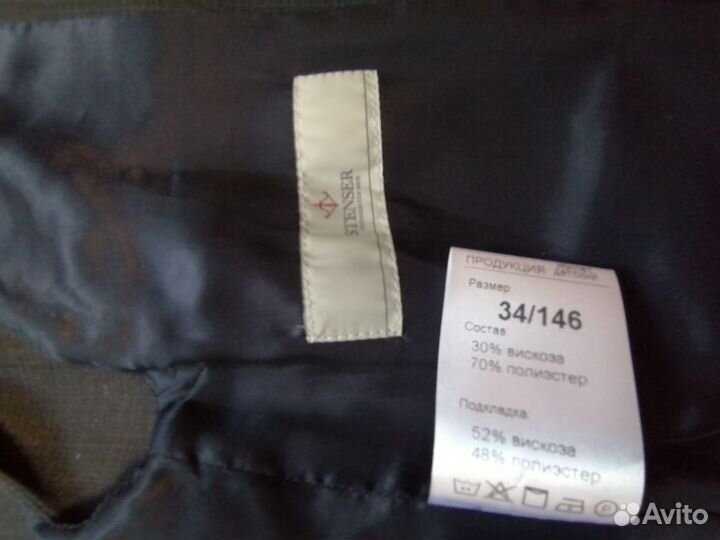 STENSER
ПРОДУКЦИЯ
Размер:
34/146
Состав:
30% вискоза
70% полиэстер
Подкладка:
52% вискоза
48% полиэстер
Avito